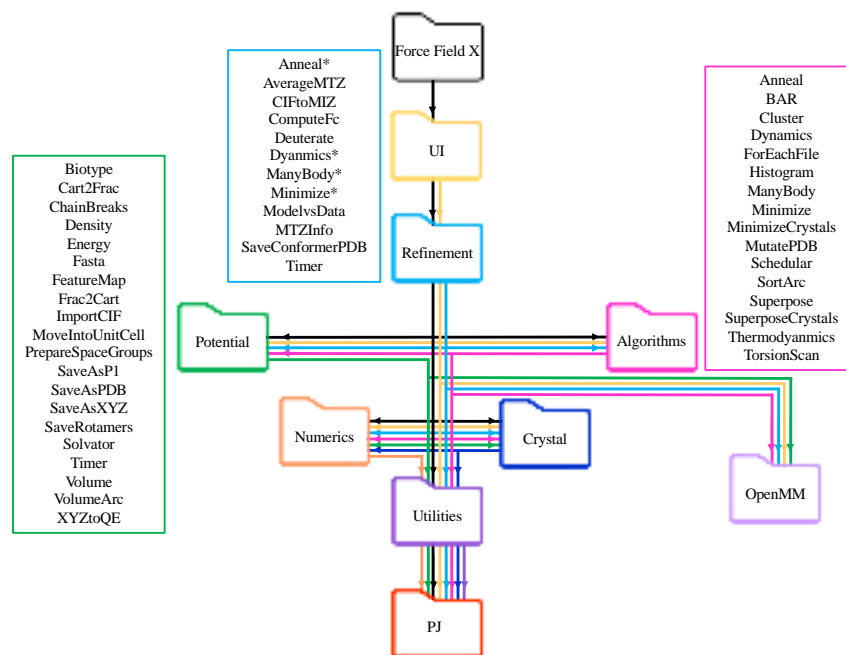 Force Field X
UI
Refinement
Potential
Algorithms
Numerics
Crystal
OpenMM
Utilities
PJ
Anneal*
AverageMTZ
CIFtoMIZ
ComputeFc
Deuterate
Dyanmics*
ManyBody*
Minimize*
ModelvsData
MTZInfo
SaveConformerPDB
Timer
Biotype
Cart2Frac
ChainBreaks
Density
Energy
Fasta
FeatureMap
Frac2Cart
ImportCIF
MoveIntoUnitCell
PrepareSpaceGroups
SaveAsP1
SaveAsPDB
SaveAsXYZ
SaveRotamers
Solvator
Timer
Volume
VolumeArc
XYZtoQE
Anneal
BAR
Cluster
Dynamics
ForEachFile
Histogram
ManyBody
Minimize
MinimizeCrystals
MutatePDB
Schedular
SortArc
Superpose
SuperposeCrystals
Thermodyanmics
TorsionScan